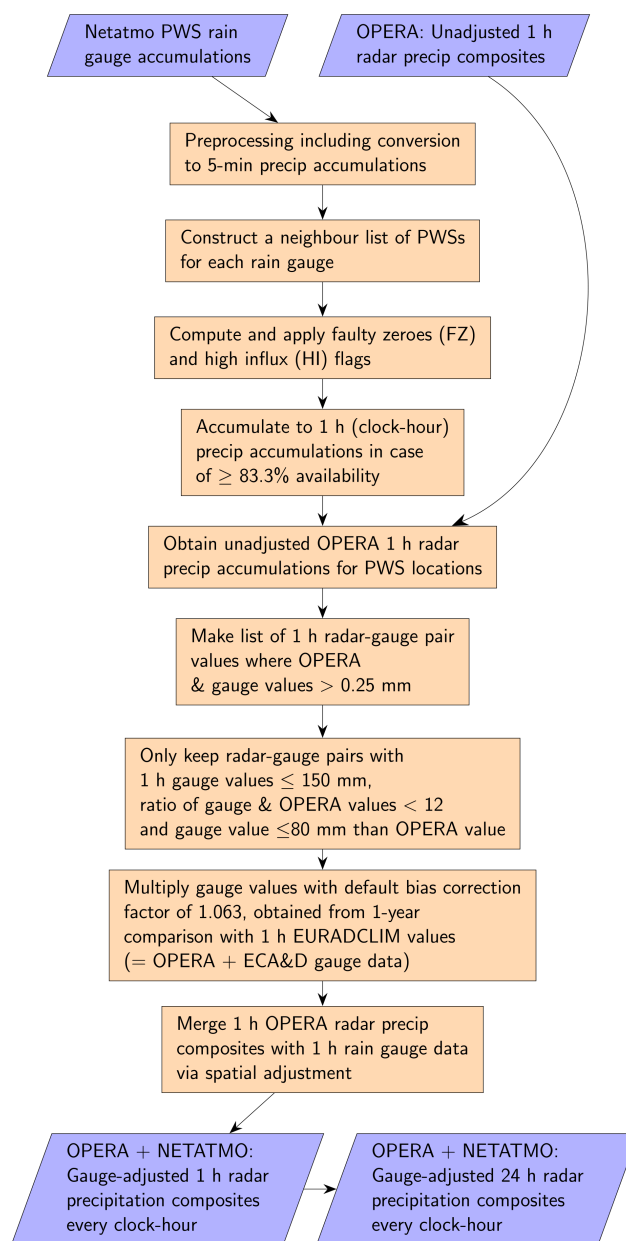 Netatmo PWS rain
gauge accumulations
OPERA: Unadjusted 1 h
radar precip composites
Preprocessing including conversion
to 5-min precip accumulations
Construct a neighbour list of PWSs
for each rain gauge
Compute and apply faulty zeroes (FZ)
and high influx (HI) flags
Accumulate to 1 h (clock-hour)
precip accumulations in case
of ≥ 83.3% availability
Obtain unadjusted OPERA 1 h radar
precip accumulations for PWS locations
Make list of 1 h radar-gauge pair
values where OPERA
& gauge values > 0.25 mm
Only keep radar-gauge pairs with
1 h gauge values ≤ 150 mm,
ratio of gauge & OPERA values < 12
and gauge value ≤80 mm than OPERA value
Multiply gauge values with default bias correction
factor of 1.063, obtained from 1-year
comparison with 1 h EURADCLIM values
(= OPERA + ECA&D gauge data)
Merge 1 h OPERA radar precip
composites with 1 h rain gauge data
via spatial adjustment
OPERA + NETATMO:
Gauge-adjusted 1 h radar
precipitation composites
every clock-hour
OPERA + NETATMO:
Gauge-adjusted 24 h radar
precipitation composites
every clock-hour